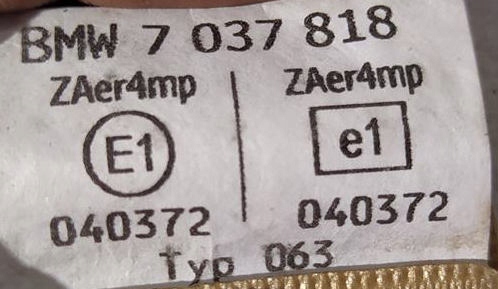 BMW 7 037 818
ZAer4mp ZAer4mp
E1 e1
040372 040372
Typ 063